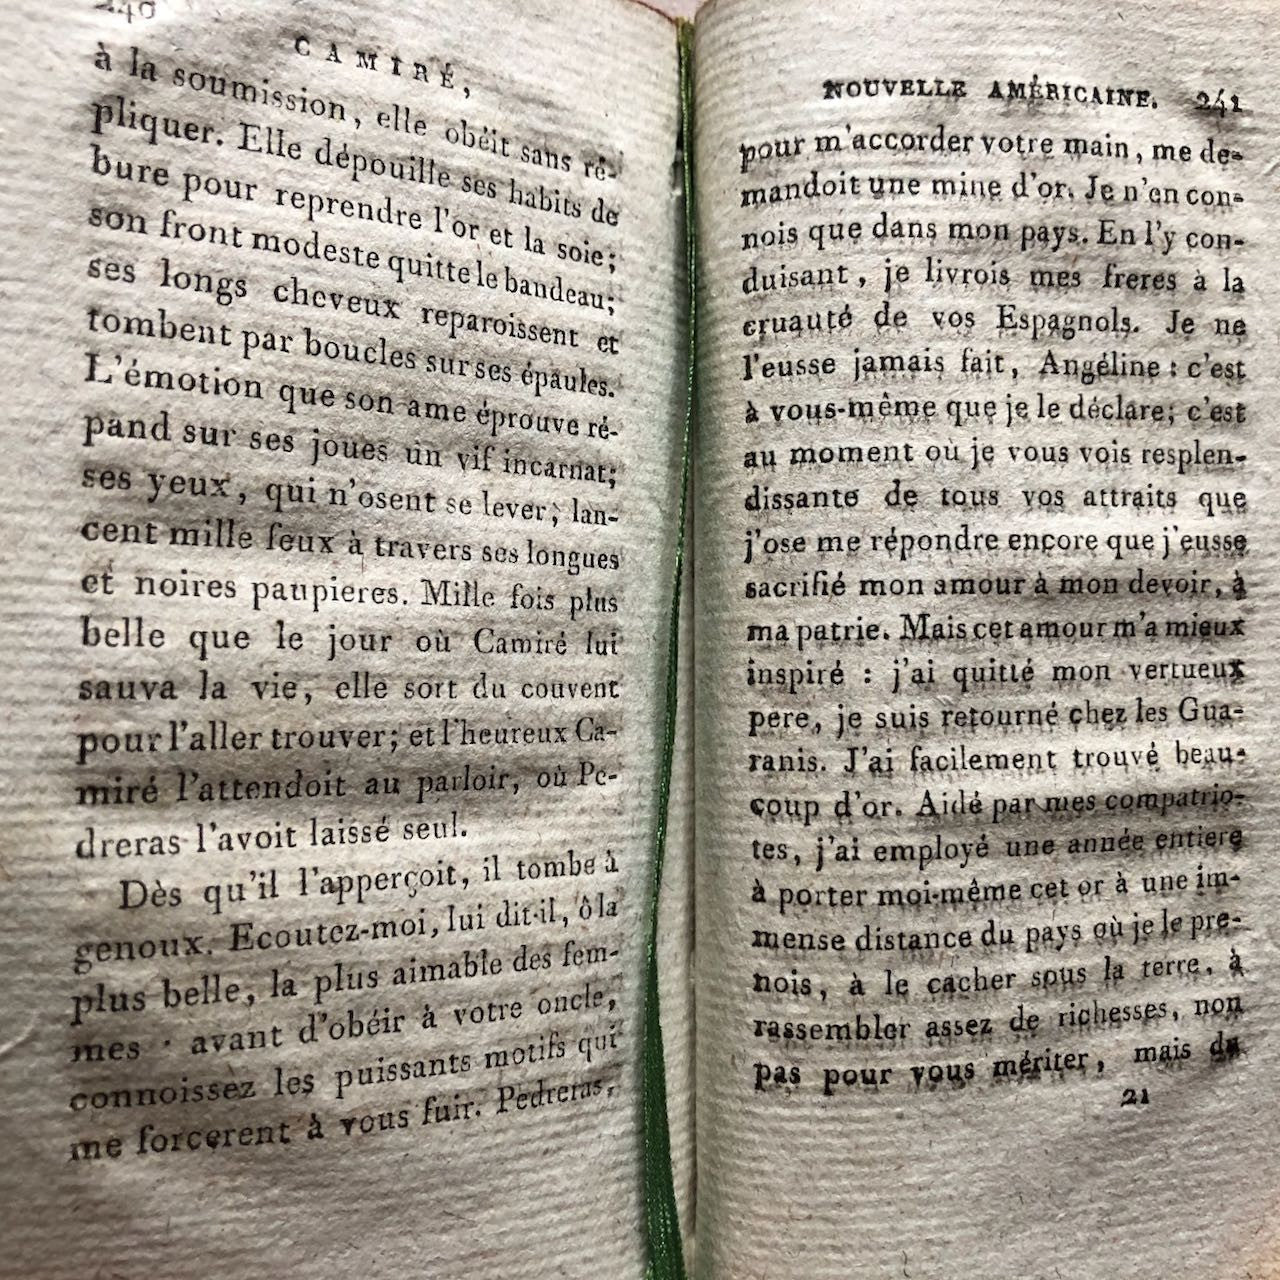 240
CAMIRÉ,
à la soumission, elle obéit sans ré-
pliquer. Elle dépouille ses habits de
bure pour reprendre l'or et la soie;
son front modeste quitte le bandeau;
ses longs cheveux reparoissent et
tombent par boucles sur ses épaules.
L'émotion que son ame éprouve ré-
pand sur ses joues un vif incarnat;
ses yeux, qui n'osent se lever, lan-
cent mille feux à travers ses longues
et noires paupieres. Mille fois plus
belle que le jour où Camiré lui
sauva la vie, elle sort du couvent
pour l'aller trouver; et l'heureux Ca-
miré l'attendoit au parloir, où Pe-
dreras l'avoit laissé seul.
Dès qu'il l'apperçoit, il tombe à
genoux. Ecoutez-moi, lui dit-il, ô la
plus belle, la plus aimable des fem-
mes · avant d'obéir à votre oncle,
connoissez les puissants motifs qui
me forcerent à vous fuir. Pedreras,
NOUVELLE AMÉRICAINE. 241
pour m'accorder votre main, me de-
mandoit une mine d'or. Je n'en con-
nois que dans mon pays. En l'y con-
duisant, je livrois mes freres à la
cruauté de vos Espagnols. Je ne
l'eusse jamais fait, Angéline : c'est
à vous-même que je le déclare; c'est
au moment où je vous vois resplen-
dissante de tous vos attraits que
j'ose me répondre encore que j'eusse
sacrifié mon amour à mon devoir, à
ma patrie. Mais cet amour m'a mieux
inspiré : j'ai quitté mon vertueux
pere, je suis retourné chez les Gua-
ranis. J'ai facilement trouvé beau-
coup d'or. Aidé par mes compatrio-
tes, j'ai employé une année entiere
à porter moi-même cet or à une im-
mense distance du pays où je le pre-
nois, à le cacher sous la terre, à
rassembler assez de richesses, non
pas pour vous mériter, mais du
21